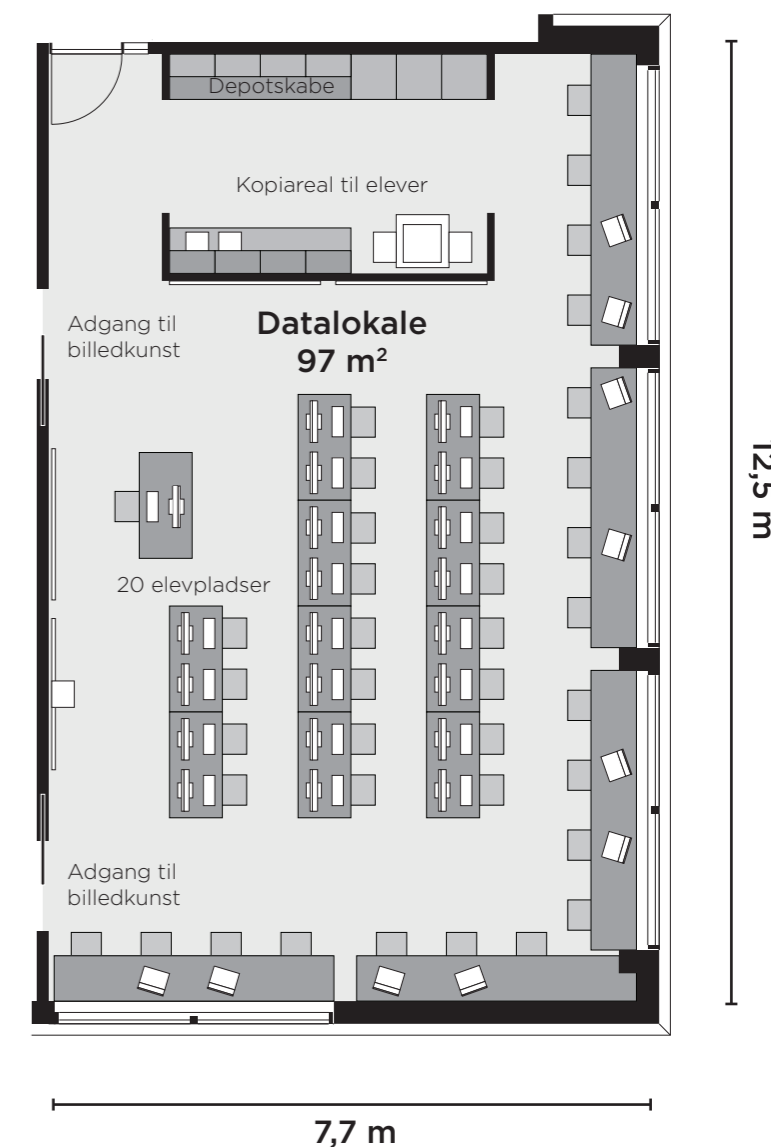 Depotskabe
Kopiareal til elever
Adgang til
billedkunst
Datalokale
97 m²
12,5 m
20 elevpladser
Adgang til
billedkunst
7,7 m